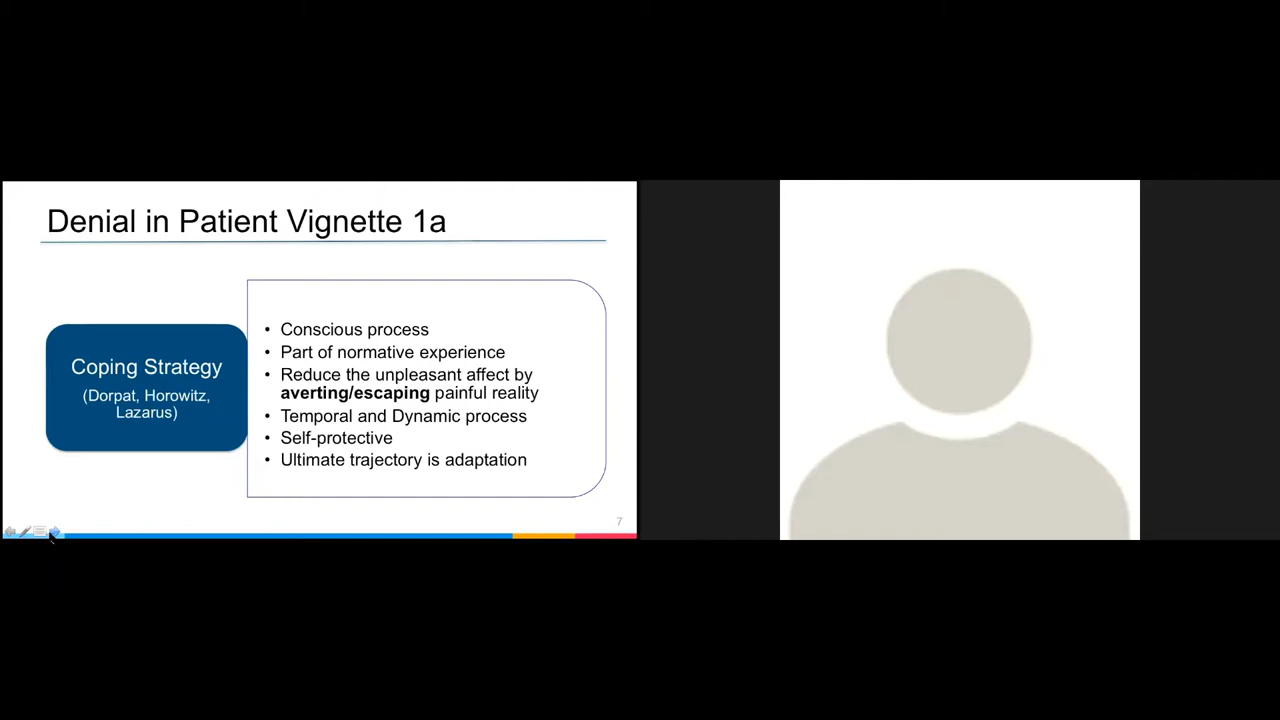 Denial in Patient Vignette 1a
Coping Strategy
(Dorpat, Horowitz,
Lazarus)
• Conscious process
• Part of normative experience
• Reduce the unpleasant affect by
averting/escaping painful reality
• Temporal and Dynamic process
• Self-protective
• Ultimate trajectory is adaptation
7